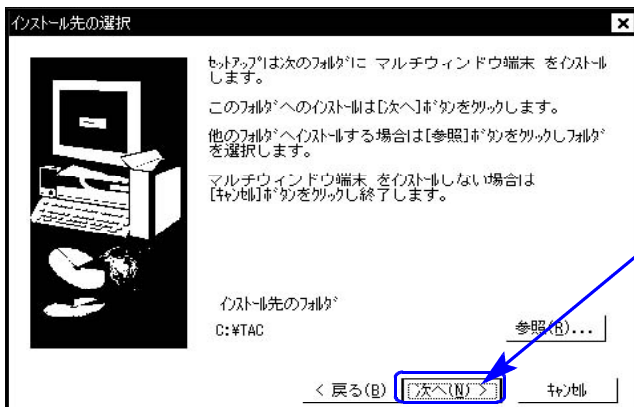 ｲﾝｽﾄｰﾙ先の選択
ｾｯﾄｱｯﾌﾟは次のﾌｫﾙﾀﾞに マルチウィンドウ端末 をｲﾝｽﾄｰﾙ
します。
このﾌｫﾙﾀﾞへのｲﾝｽﾄｰﾙは[次へ]ﾎﾞﾀﾝをｸﾘｯｸします。
他のﾌｫﾙﾀﾞへｲﾝｽﾄｰﾙする場合は[参照]ﾎﾞﾀﾝをｸﾘｯｸしﾌｫﾙﾀﾞ
を選択します。
マルチウィンドウ端末 をｲﾝｽﾄｰﾙしない場合は
[ｷｬﾝｾﾙ]ﾎﾞﾀﾝをｸﾘｯｸし終了します。
ｲﾝｽﾄｰﾙ先のﾌｫﾙﾀﾞ
C:¥TAC
参照(R)...
< 戻る(B) 次へ(N) > ｷｬﾝｾﾙ